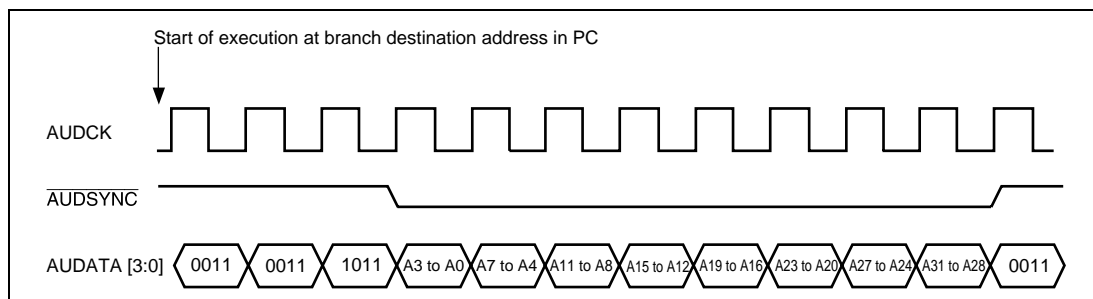 Start of execution at branch destination address in PC
AUDCK
AUDSYNC
AUDATA [3:0] 0011 0011 1011 A3 to A0 A7 to A4 A11 to A8 A15 to A12 A19 to A16 A23 to A20 A27 to A24 A31 to A28 0011